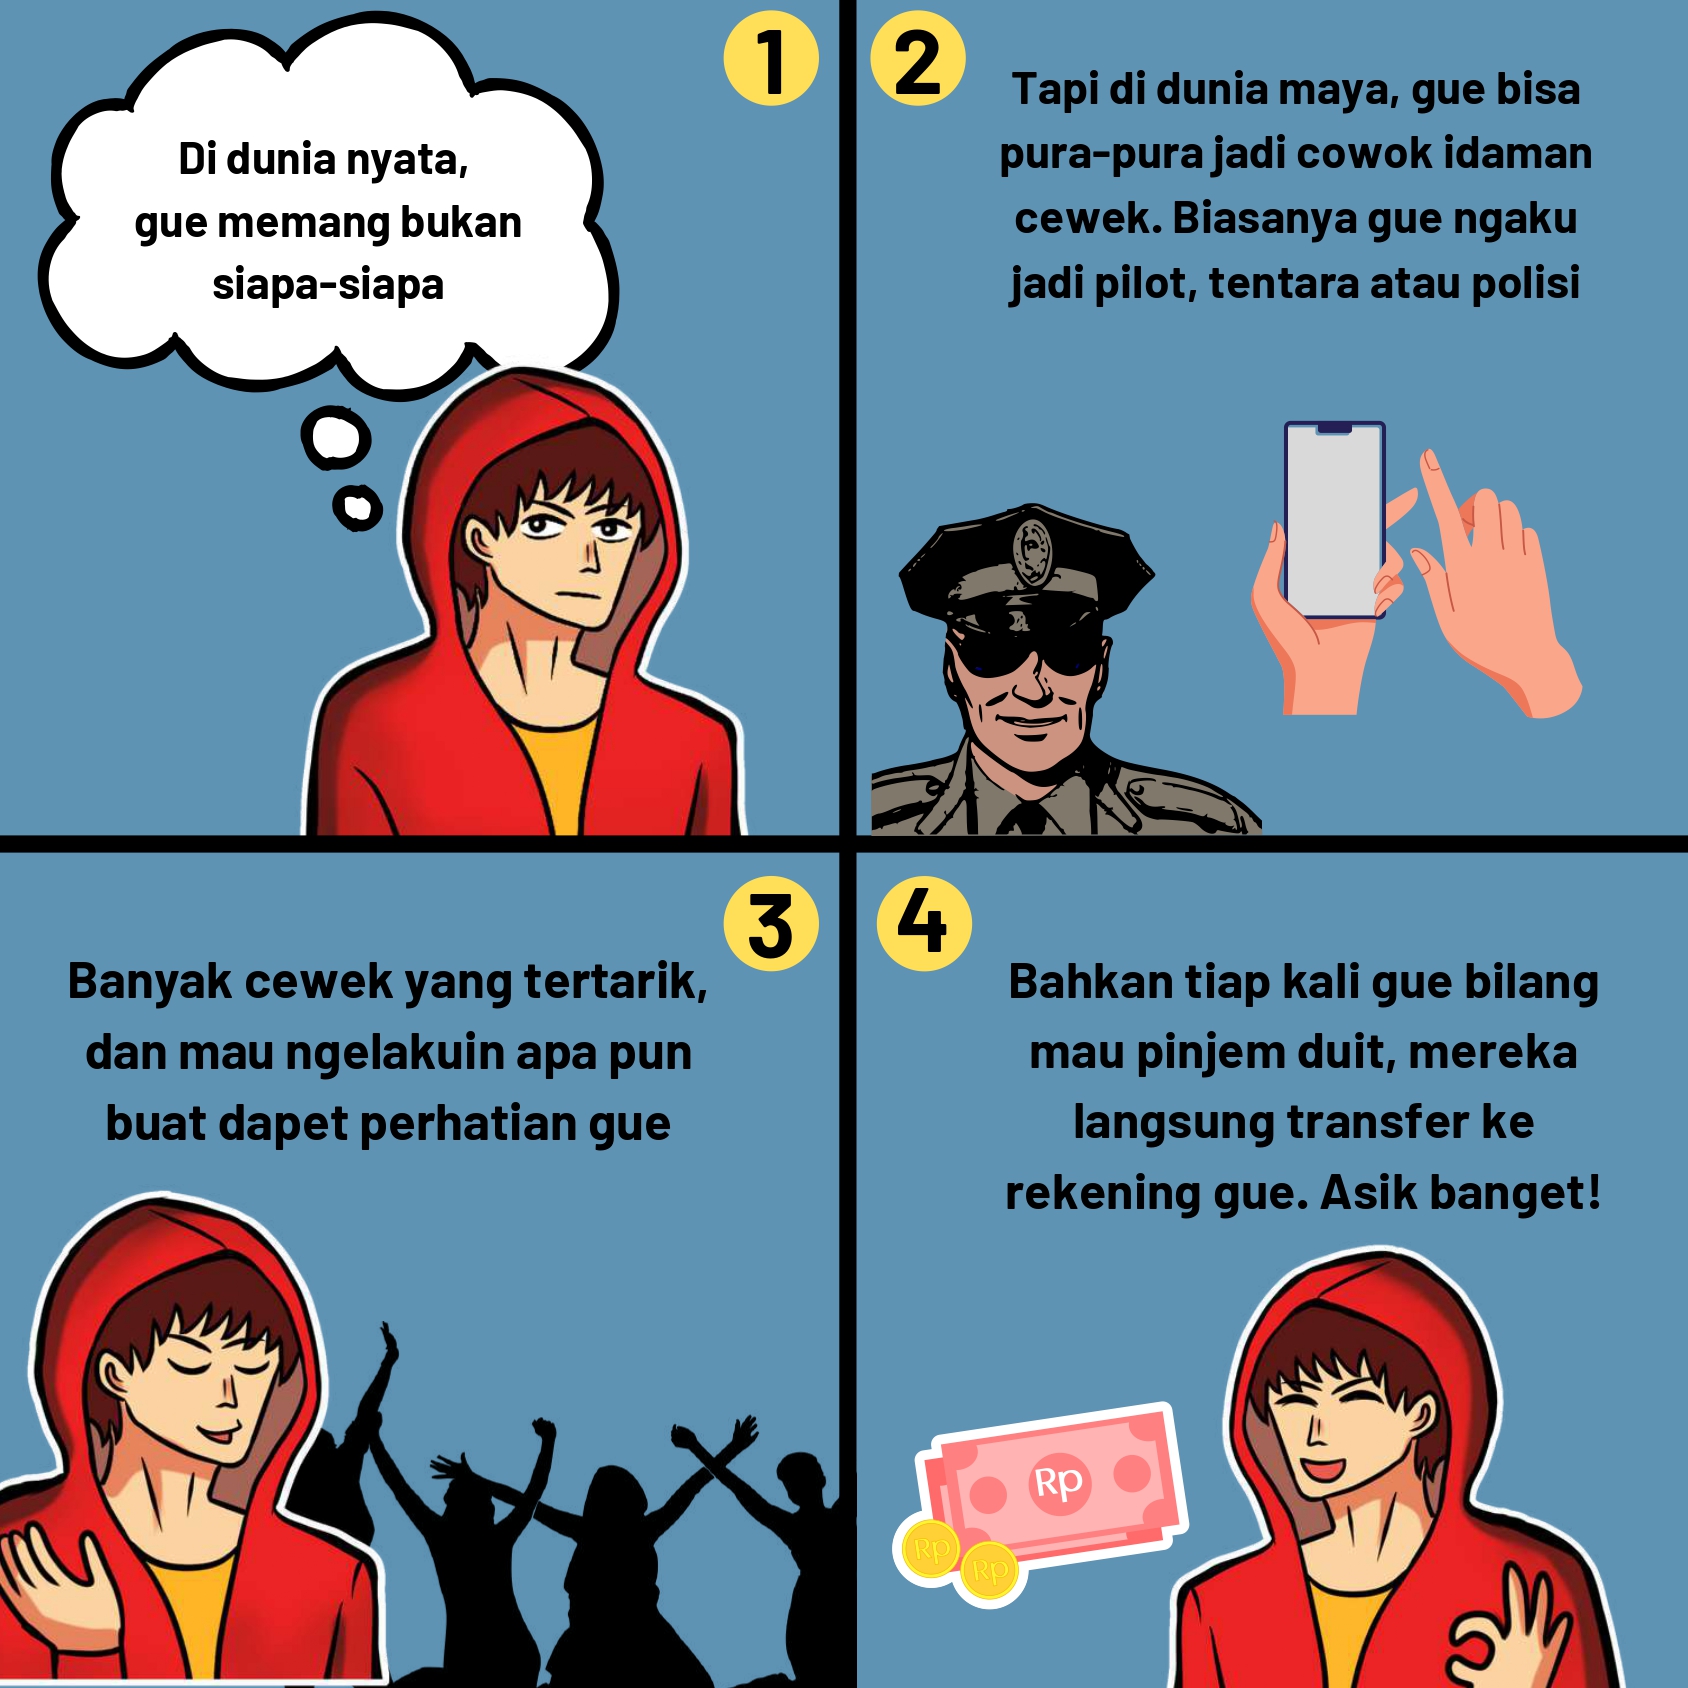 1
Di dunia nyata,
gue memang bukan
siapa-siapa
2
Tapi di dunia maya, gue bisa
pura-pura jadi cowok idaman
cewek. Biasanya gue ngaku
jadi pilot, tentara atau polisi
3
Banyak cewek yang tertarik,
dan mau ngelakuin apa pun
buat dapet perhatian gue
4
Bahkan tiap kali gue bilang
mau pinjem duit, mereka
langsung transfer ke
rekening gue. Asik banget!
Rp
Rp
Rp